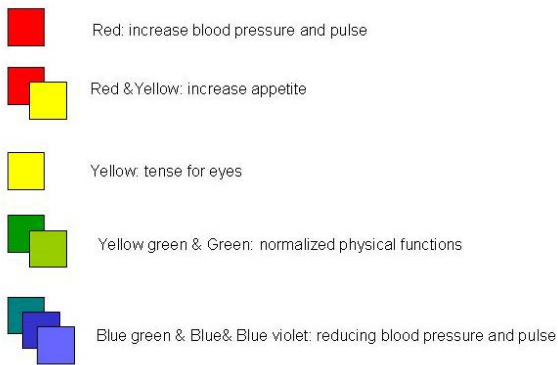 Red: increase blood pressure and pulse
Red &Yellow: increase appetite
Yellow: tense for eyes
Yellow green & Green: normalized physical functions
Blue green & Blue& Blue violet: reducing blood pressure and pulse